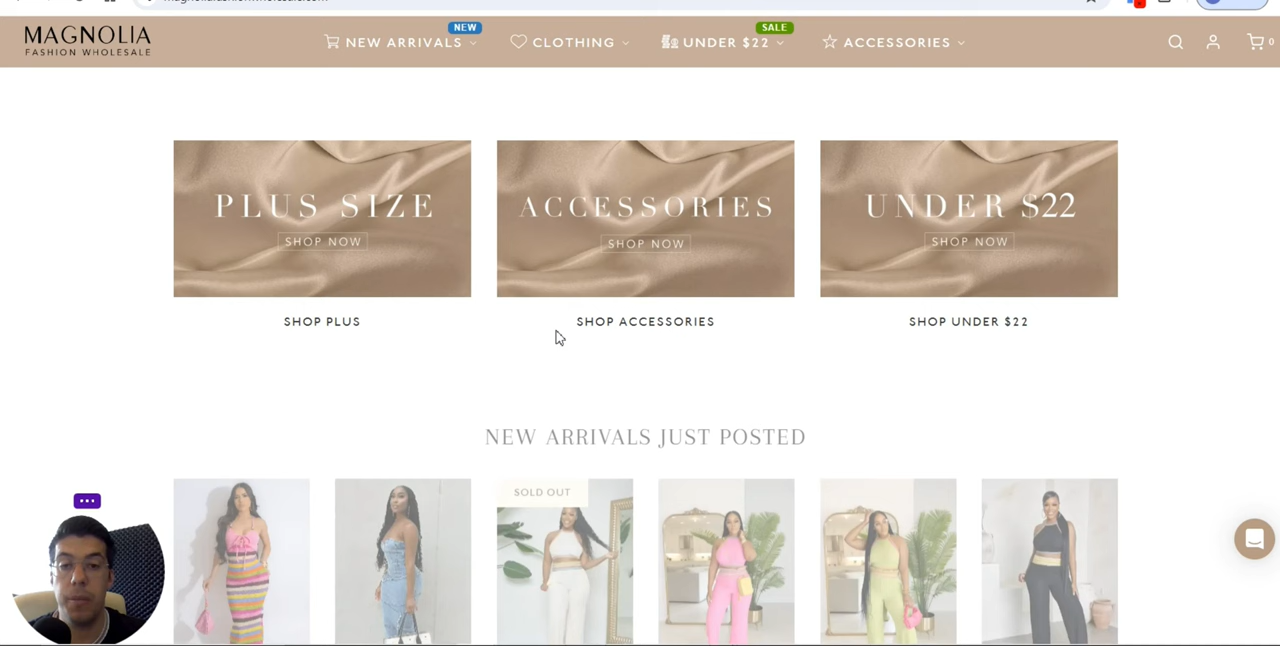 MAGNOLIA
FASHION WHOLESALE
NEW ARRIVALS
NEW
CLOTHING
UNDER $22
SALE
ACCESSORIES
0
PLUS SIZE
SHOP NOW
ACCESSORIES
SHOP NOW
UNDER $22
SHOP NOW
SHOP PLUS
SHOP ACCESSORIES
SHOP UNDER $22
NEW ARRIVALS JUST POSTED
SOLD OUT